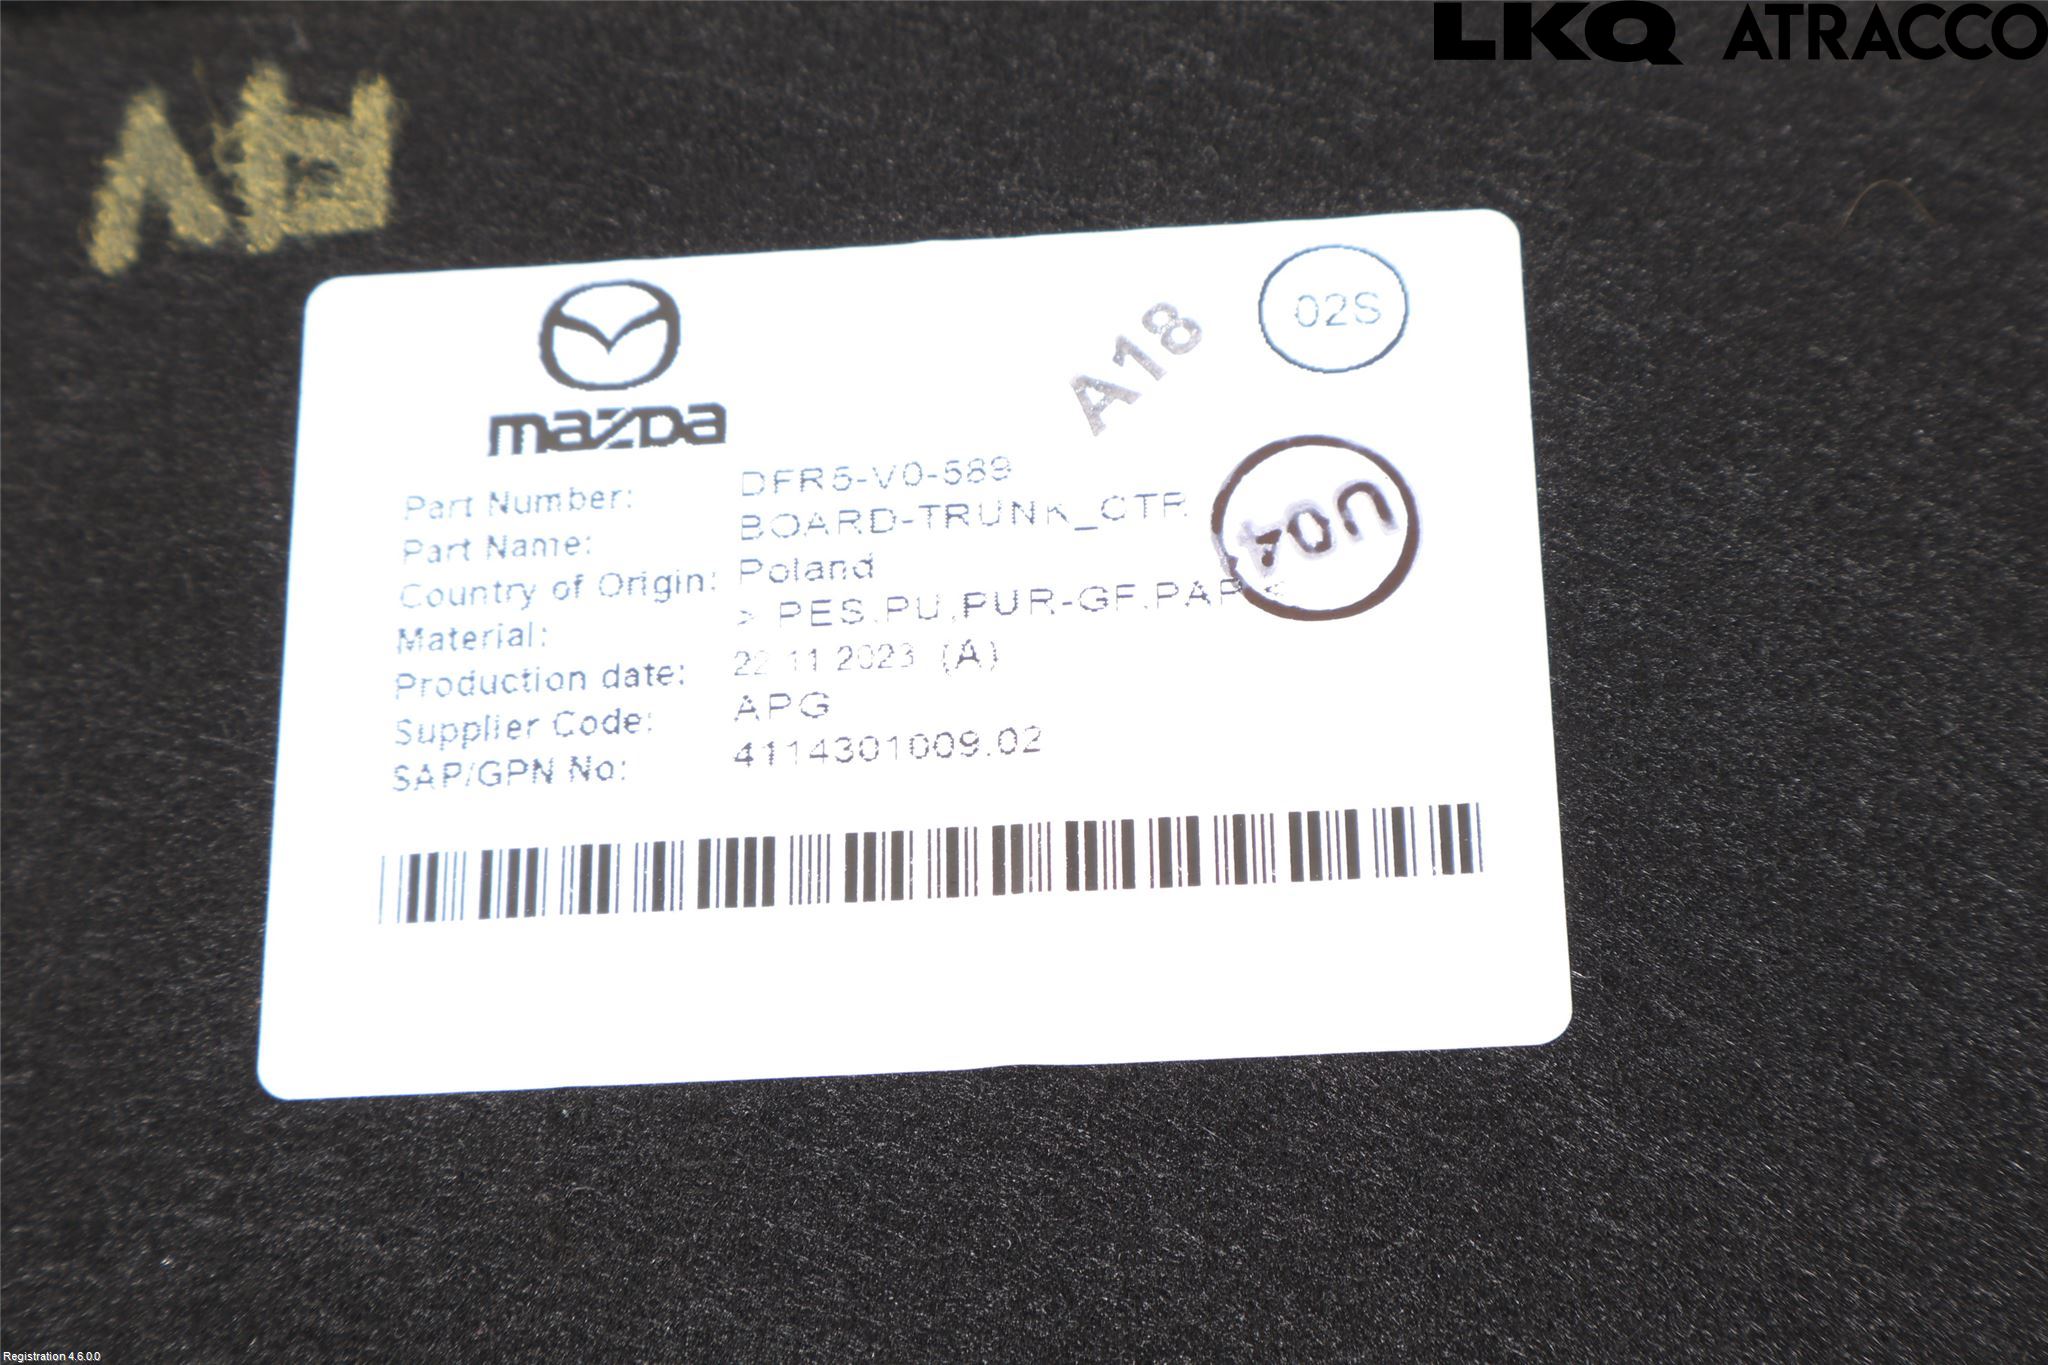 LKQ ATRACCO
mazda
A18
02S
Part Number: DFR5-V0-589
Part Name: BOARD-TRUNK_CTR
U04
Country of Origin: Poland
Material: > PES.PU,PUR-GF.PAP <
Production date: 22 11 2023 (A)
Supplier Code: APG
SAP/GPN No: 4114301009.02
Registration 4.6.0.0